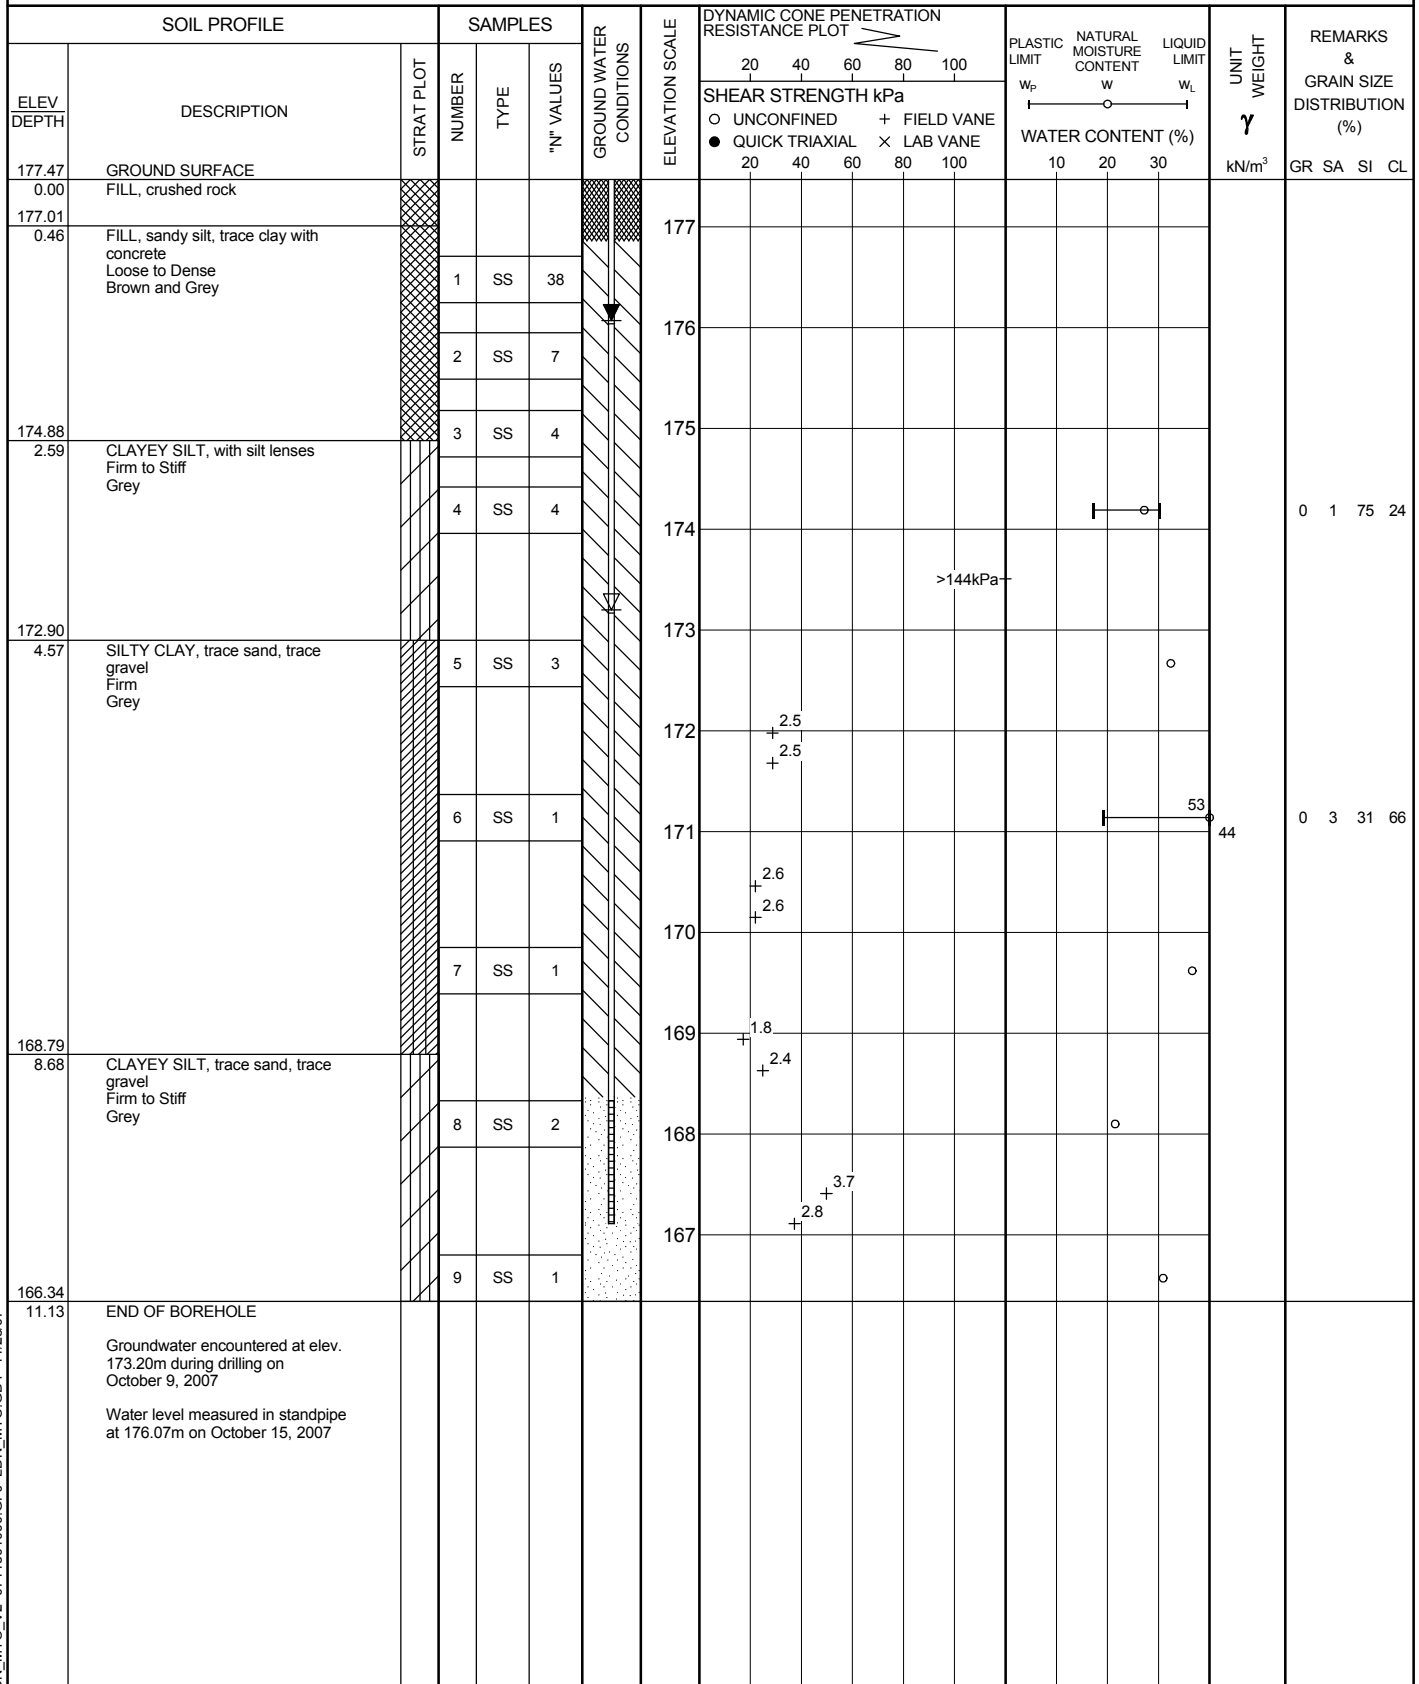 SOIL PROFILE
SAMPLES
GROUND WATER CONDITIONS
ELEVATION SCALE
DYNAMIC CONE PENETRATION
RESISTANCE PLOT
20 40 60 80 100
SHEAR STRENGTH kPa
○ UNCONFINED + FIELD VANE
● QUICK TRIAXIAL × LAB VANE
20 40 60 80 100
PLASTIC LIMIT
NATURAL MOISTURE CONTENT
LIQUID LIMIT
wP w wL
WATER CONTENT (%)
10 20 30
UNIT WEIGHT
γ
kN/m³
REMARKS
&
GRAIN SIZE
DISTRIBUTION
(%)
GR SA SI CL
ELEV
DEPTH
DESCRIPTION
STRAT PLOT
NUMBER
TYPE
"N" VALUES
177.47 GROUND SURFACE
0.00 FILL, crushed rock
177.01
177
0.46 FILL, sandy silt, trace clay with
concrete
Loose to Dense
Brown and Grey
1 SS 38
176
2 SS 7
174.88
3 SS 4
175
2.59 CLAYEY SILT, with silt lenses
Firm to Stiff
Grey
4 SS 4
0 1 75 24
174
>144kPa
172.90
173
4.57 SILTY CLAY, trace sand, trace
gravel
Firm
Grey
5 SS 3
2.5
172
2.5
53
6 SS 1
0 3 31 66
171
44
2.6
2.6
170
7 SS 1
1.8
169
168.79
8.68 CLAYEY SILT, trace sand, trace
gravel
Firm to Stiff
Grey
2.4
8 SS 2
168
3.7
2.8
167
9 SS 1
166.34
11.13 END OF BOREHOLE
Groundwater encountered at elev.
173.20m during drilling on
October 9, 2007
Water level measured in standpipe
at 176.07m on October 15, 2007